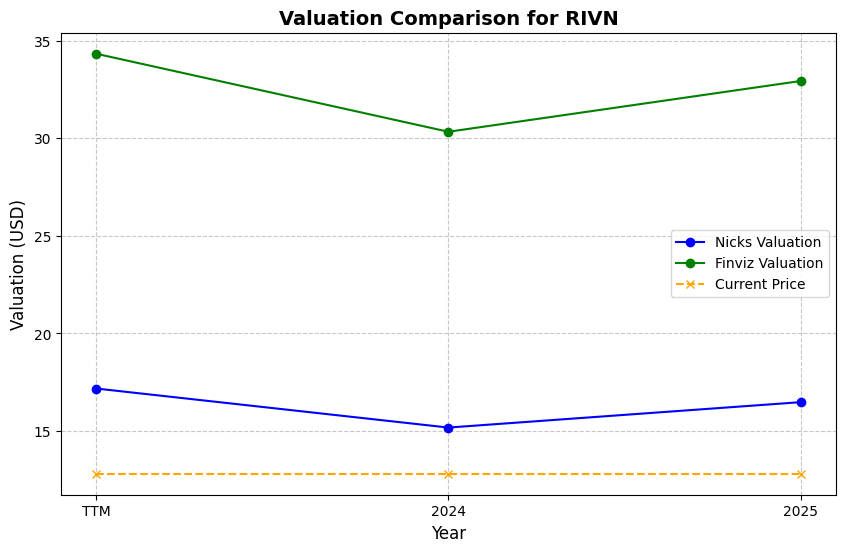 Valuation Comparison for RIVN
35
30
25
20
15
Valuation (USD)
Nicks Valuation
Finviz Valuation
Current Price
TTM
2024
2025
Year